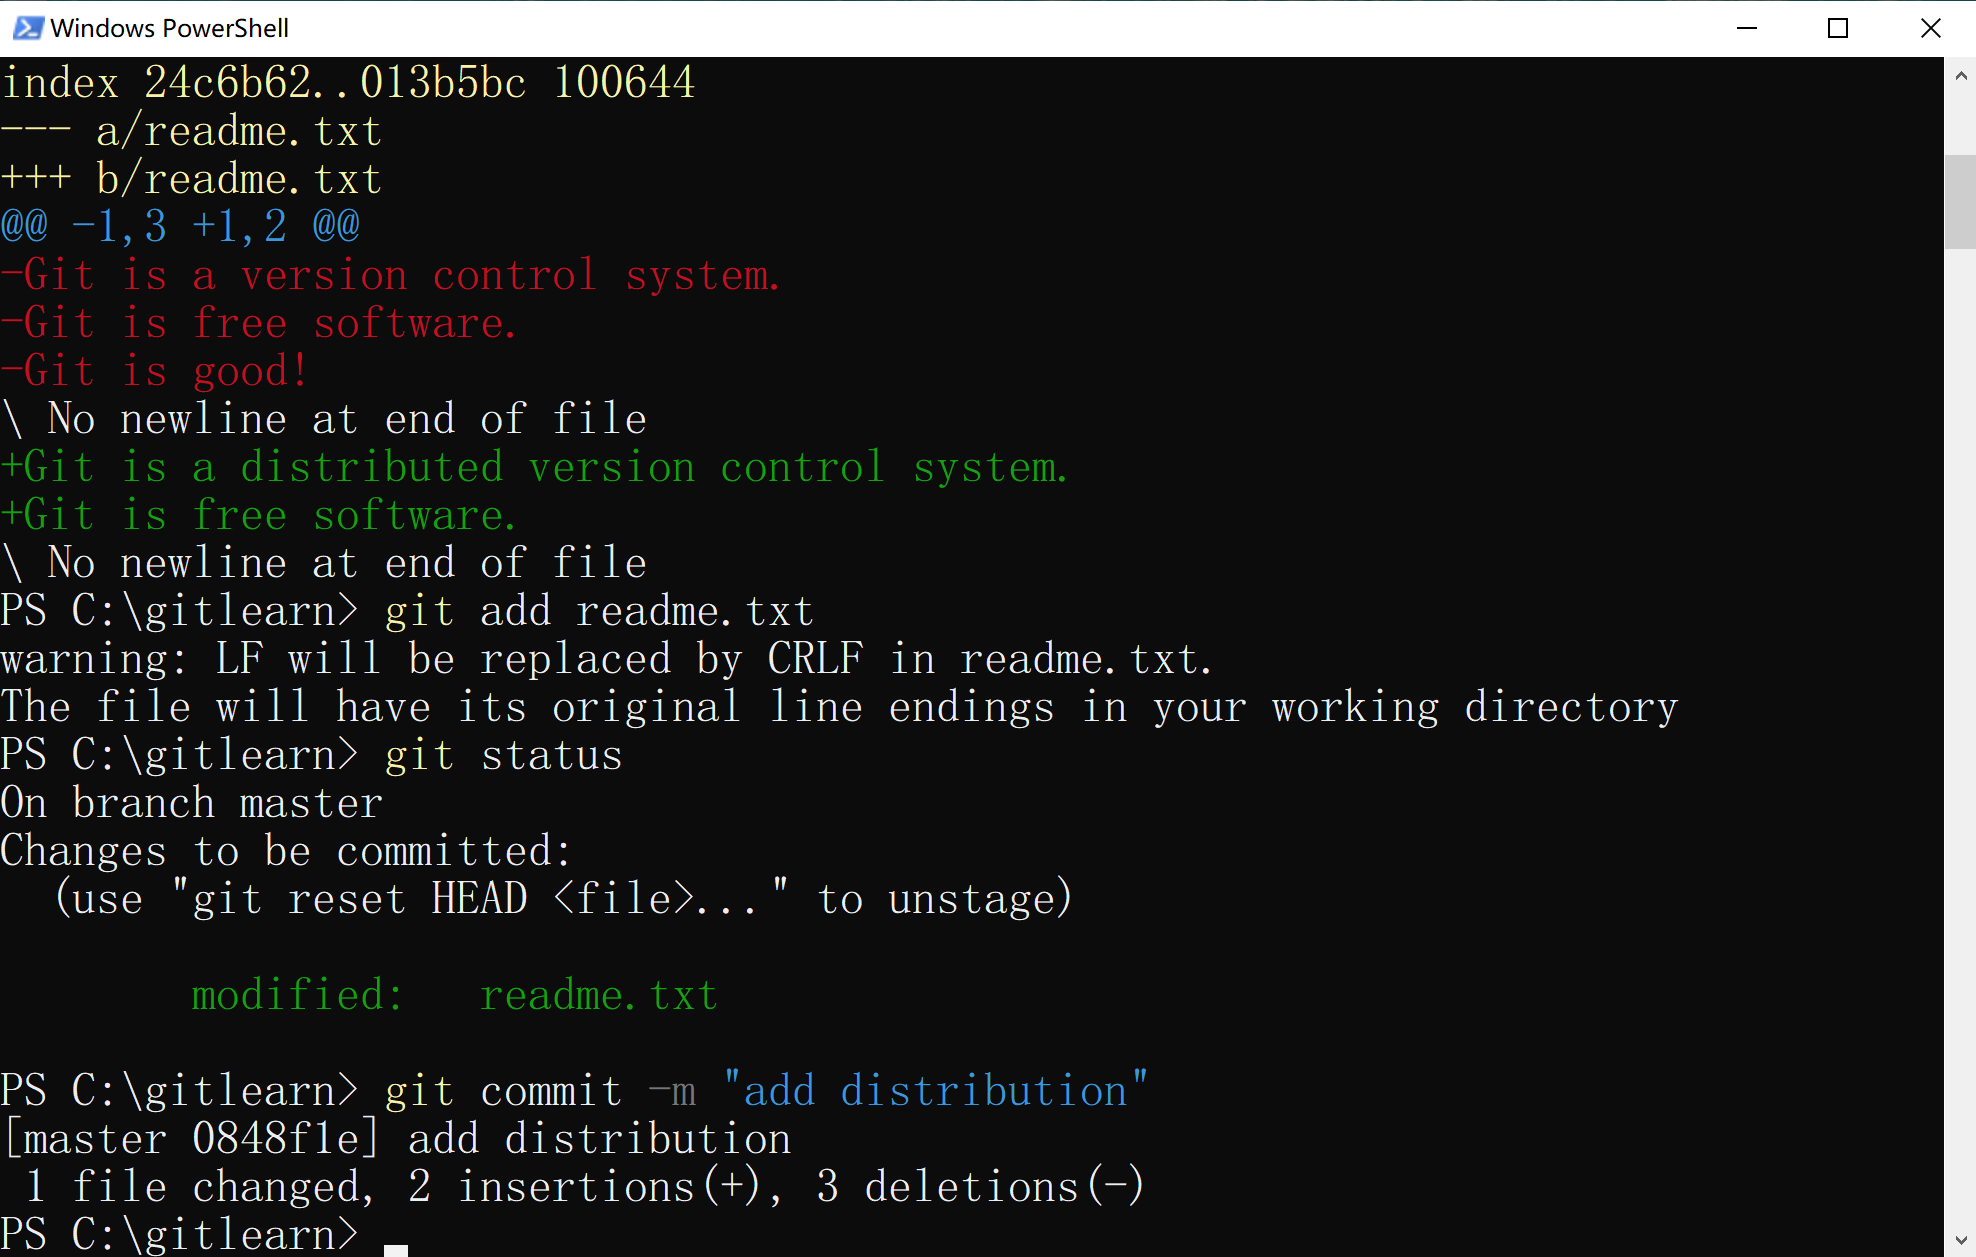 Windows PowerShell
index 24c6b62..013b5bc 100644
--- a/readme.txt
+++ b/readme.txt
@@ -1,3 +1,2 @@
-Git is a version control system.
-Git is free software.
-Git is good!
\ No newline at end of file
+Git is a distributed version control system.
+Git is free software.
\ No newline at end of file
PS C:\gitlearn> git add readme.txt
warning: LF will be replaced by CRLF in readme.txt.
The file will have its original line endings in your working directory
PS C:\gitlearn> git status
On branch master
Changes to be committed:
  (use "git reset HEAD <file>..." to unstage)

        modified:   readme.txt

PS C:\gitlearn> git commit -m "add distribution"
[master 0848f1e] add distribution
 1 file changed, 2 insertions(+), 3 deletions(-)
PS C:\gitlearn>